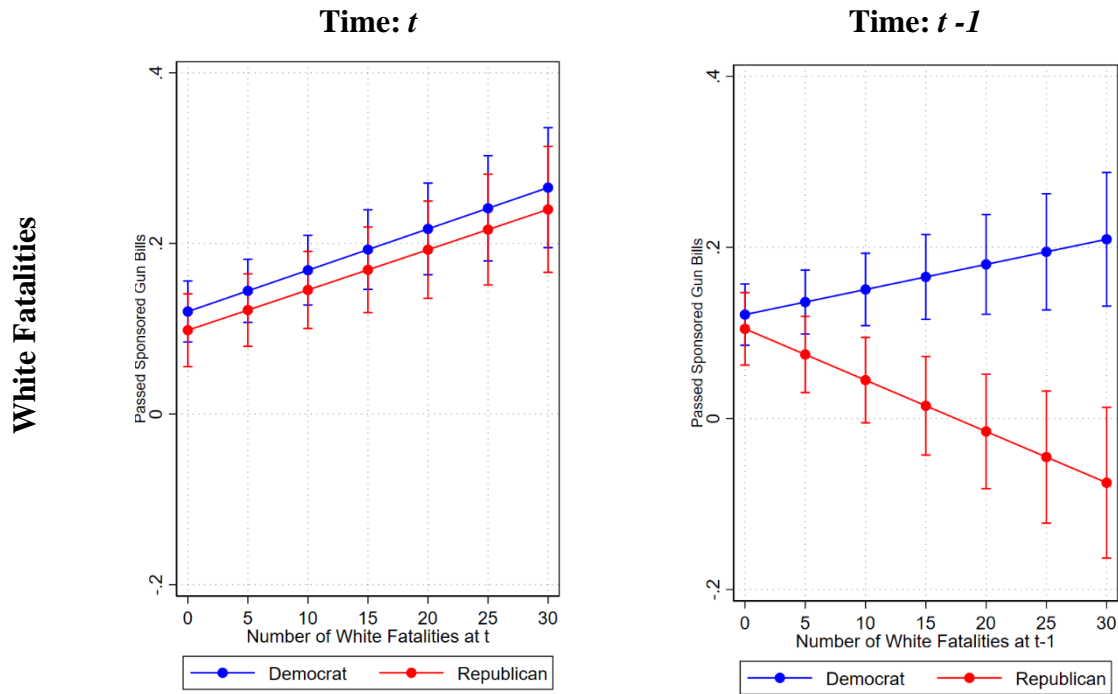 Time: t
Time: t -1
White Fatalities
Passed Sponsored Gun Bills
.4
.2
0
-.2
0 5 10 15 20 25 30
Number of White Fatalities at t
Democrat Republican
Passed Sponsored Gun Bills
.4
.2
0
-.2
0 5 10 15 20 25 30
Number of White Fatalities at t-1
Democrat Republican